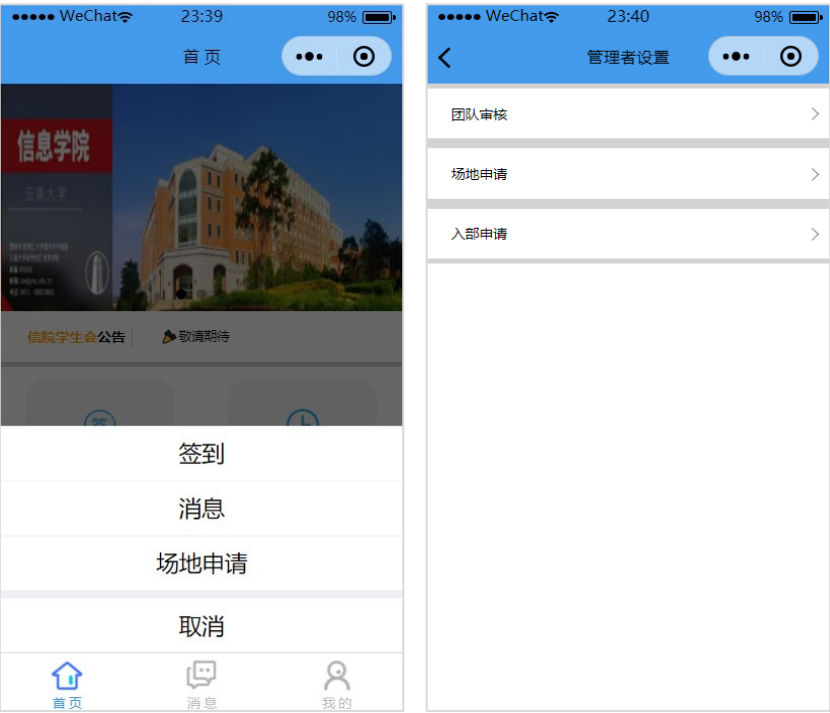 WeChat 23:39 98%
首页
信息学院
云南大学
信院学生会公告 敬请期待
签
签到
消息
场地申请
取消
首页 消息 我的
WeChat 23:40 98%
管理者设置
团队审核
场地申请
入部申请